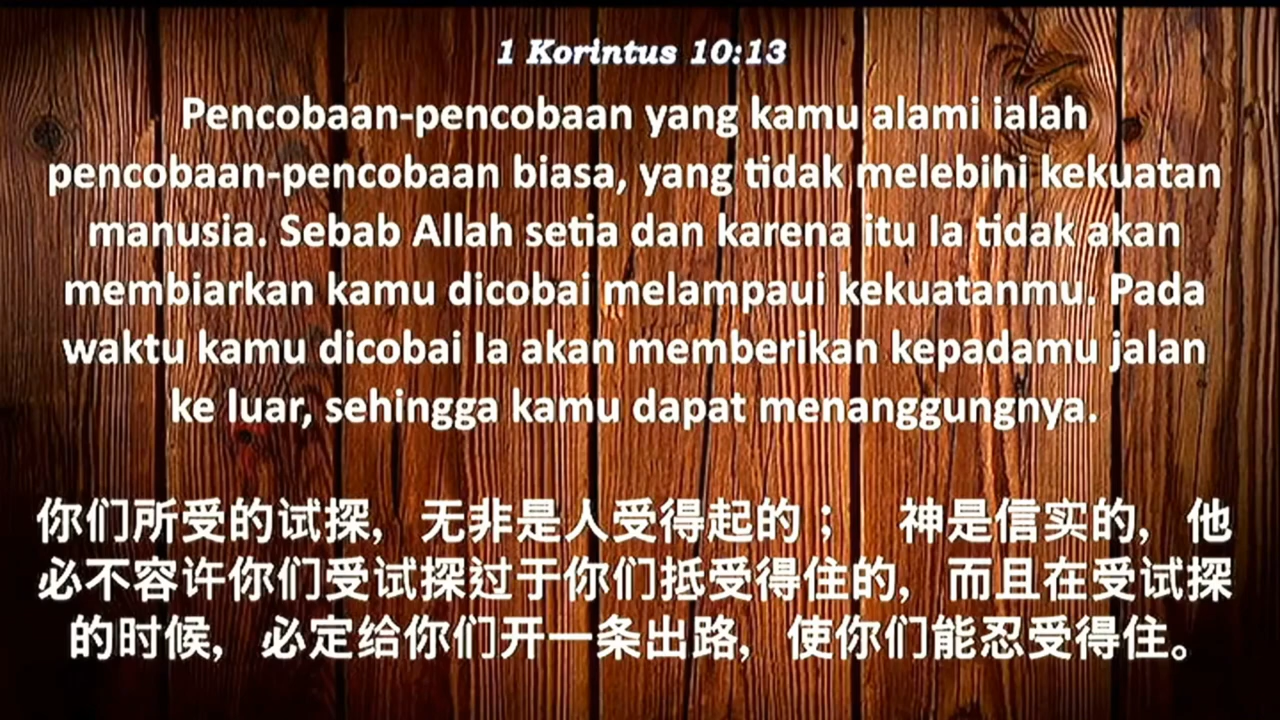 1 Korintus 10:13
Pencobaan-pencobaan yang kamu alami ialah
pencobaan-pencobaan biasa, yang tidak melebihi kekuatan
manusia. Sebab Allah setia dan karena itu Ia tidak akan
membiarkan kamu dicobai melampaui kekuatanmu. Pada
waktu kamu dicobai Ia akan memberikan kepadamu jalan
ke luar, sehingga kamu dapat menanggungnya.
你们所受的试探，无非是人受得起的； 神是信实的，他
必不容许你们受试探过于你们抵受得住的，而且在受试探
的时候，必定给你们开一条出路，使你们能忍受得住。